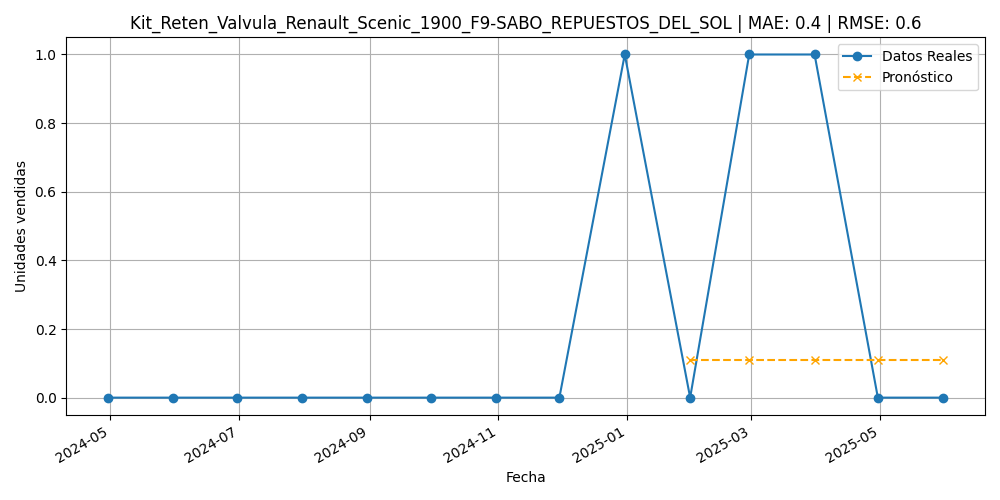 Kit_Reten_Valvula_Renault_Scenic_1900_F9-SABO_REPUESTOS_DEL_SOL | MAE: 0.4 | RMSE: 0.6
Datos Reales
Pronóstico
Unidades vendidas
1.0
0.8
0.6
0.4
0.2
0.0
2024-05
2024-07
2024-09
2024-11
2025-01
2025-03
2025-05
Fecha